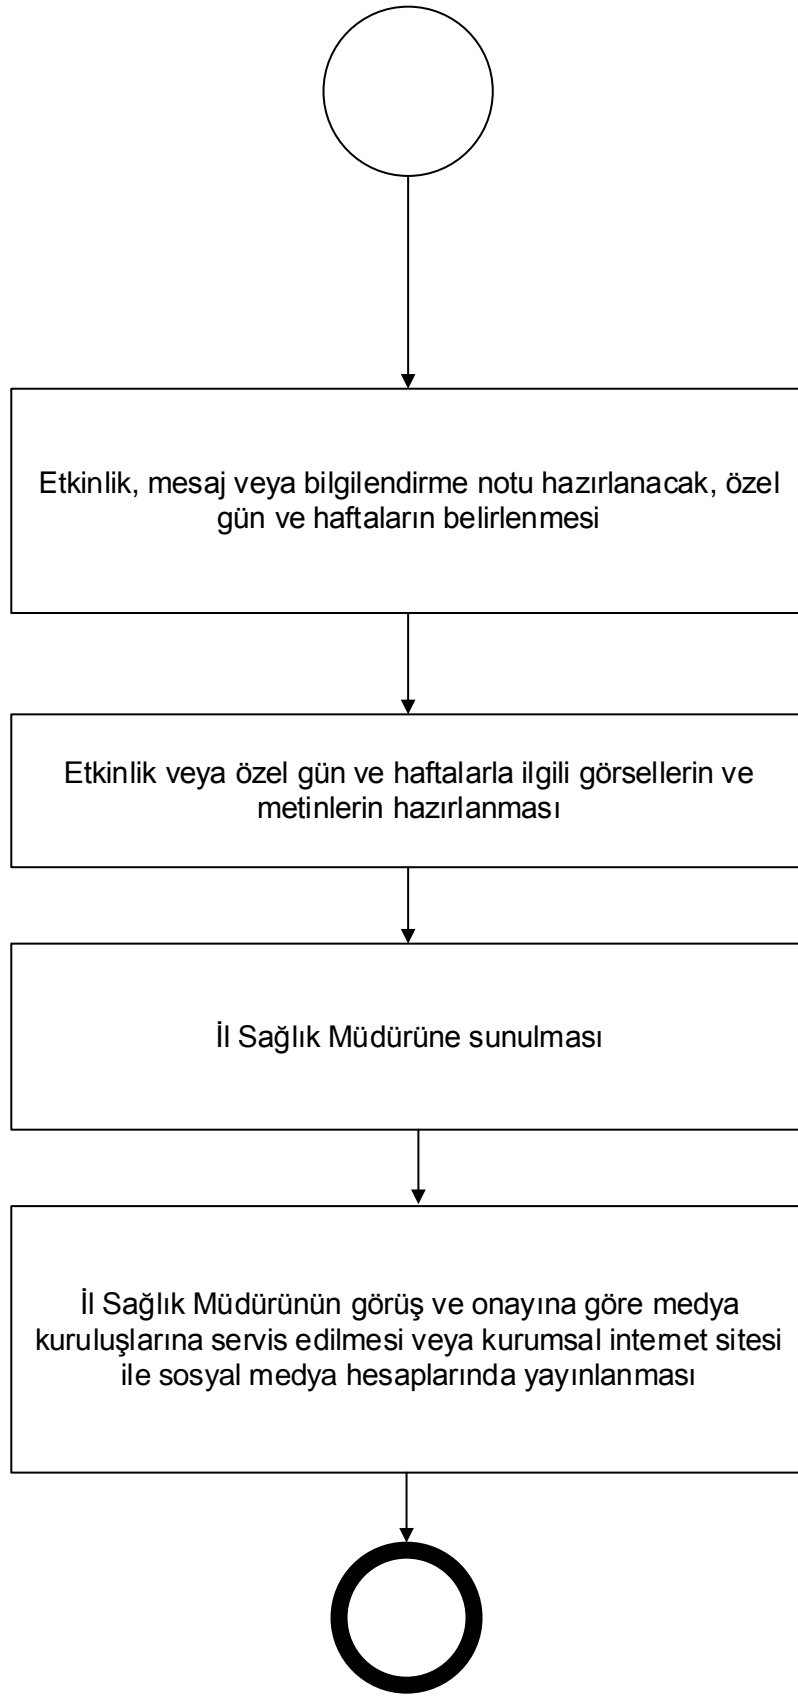 Etkinlik, mesaj veya bilgilendirme notu hazırlanacak, özel
gün ve haftaların belirlenmesi
Etkinlik veya özel gün ve haftalarla ilgili görsellerin ve
metinlerin hazırlanması
İl Sağlık Müdürüne sunulması
İl Sağlık Müdürünün görüş ve onayına göre medya
kuruluşlarına servis edilmesi veya kurumsal internet sitesi
ile sosyal medya hesaplarında yayınlanması